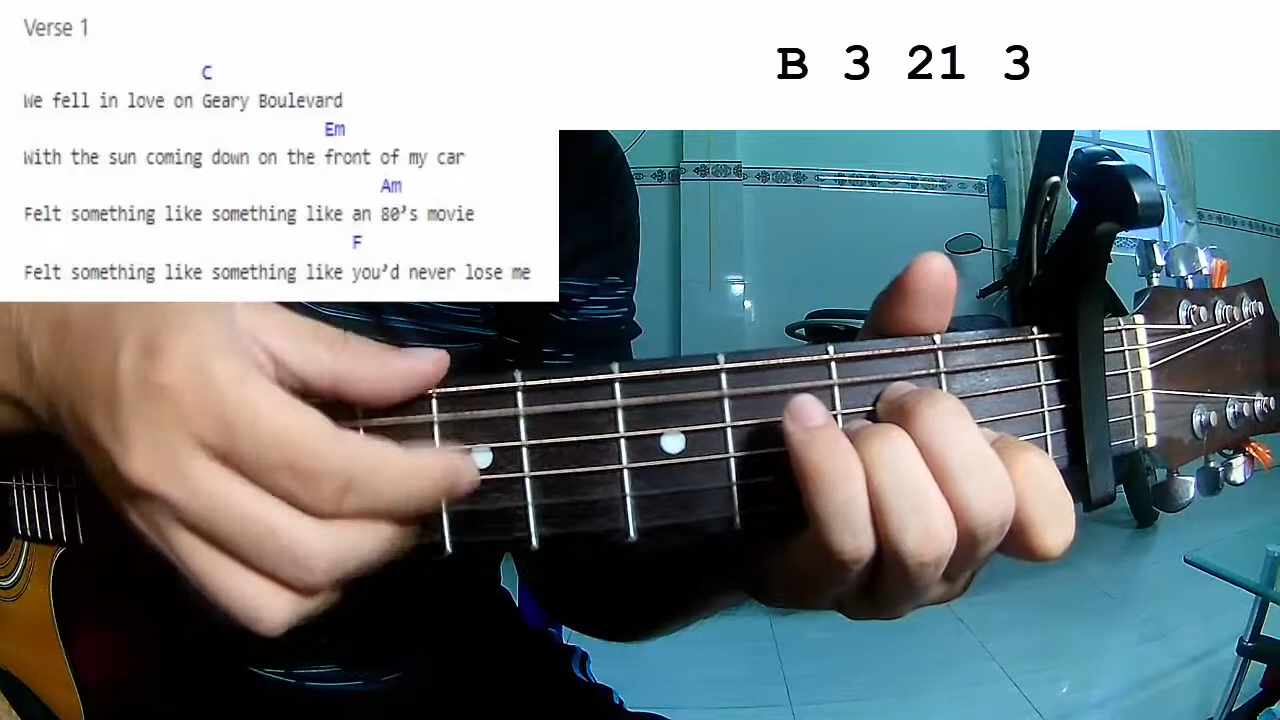 Verse 1
C
We fell in love on Geary Boulevard
Em
With the sun coming down on the front of my car
Am
Felt something like something like an 80's movie
F
Felt something like something like you'd never lose me
B 3 21 3